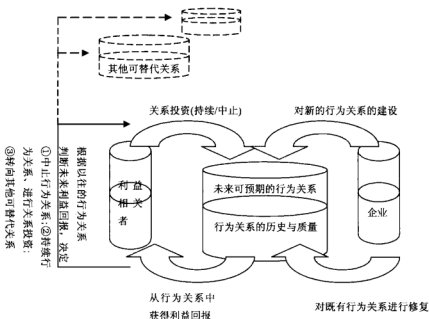 其他可替代关系
关系投资(持续/中止)
对新的行为关系的建设
根据以往的行为关系
判断未来利益回报，决定
①中止行为关系；②持续行
为关系、进行关系投资；
③转向其他可替代关系
利益
相关
者
未来可预期的行为关系
行为关系的历史与质量
企业
从行为关系中
获得利益回报
对既有行为关系进行修复